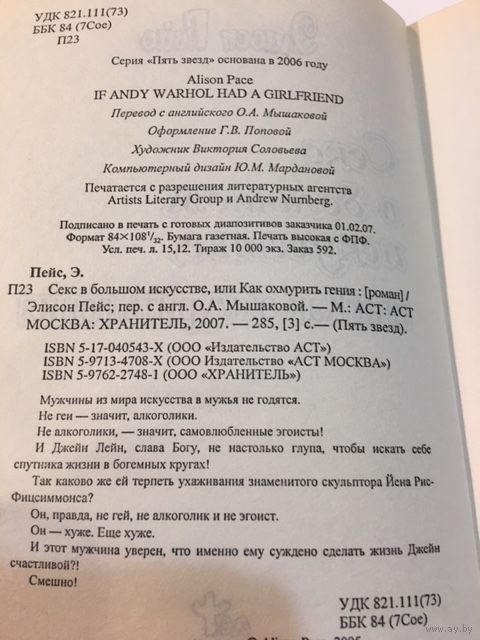 УДК 821.111(73)
ББК 84 (7Сое)
П23
Серия «Пять звезд» основана в 2006 году
Alison Pace
IF ANDY WARHOL HAD A GIRLFRIEND
Перевод с английского О.А. Мышаковой
Оформление Г.В. Поповой
Художник Виктория Соловьева
Компьютерный дизайн Ю.М. Мардановой
Печатается с разрешения литературных агентств
Artists Literary Group и Andrew Nurnberg.
Подписано в печать с готовых диапозитивов заказчика 01.02.07.
Формат 84×108¹/₃₂. Бумага газетная. Печать высокая с ФПФ.
Усл. печ. л. 15,12. Тираж 10 000 экз. Заказ 592.
Пейс, Э.
П23 Секс в большом искусстве, или Как охмурить гения : [роман] /
Элисон Пейс; пер. с англ. О.А. Мышаковой. — М.: АСТ: АСТ
МОСКВА: ХРАНИТЕЛЬ, 2007. — 285, [3] с.— (Пять звезд).
ISBN 5-17-040543-X (ООО «Издательство АСТ»)
ISBN 5-9713-4708-X (ООО Издательство «АСТ МОСКВА»)
ISBN 5-9762-2748-1 (ООО «ХРАНИТЕЛЬ»)
Мужчины из мира искусства в мужья не годятся.
Не геи — значит, алкоголики.
Не алкоголики, — значит, самовлюбленные эгоисты!
И Джейн Лейн, слава Богу, не настолько глупа, чтобы искать себе
спутника жизни в богемных кругах!
Так каково же ей терпеть ухаживания знаменитого скульптора Йена Рис-
Фицсиммонса?
Он, правда, не гей, не алкоголик и не эгоист.
Он — хуже. Еще хуже.
И этот мужчина уверен, что именно ему суждено сделать жизнь Джейн
счастливой?!
Смешно!
УДК 821.111(73)
ББК 84 (7Сое)
© Alison Pace, 2005
www.ay.by